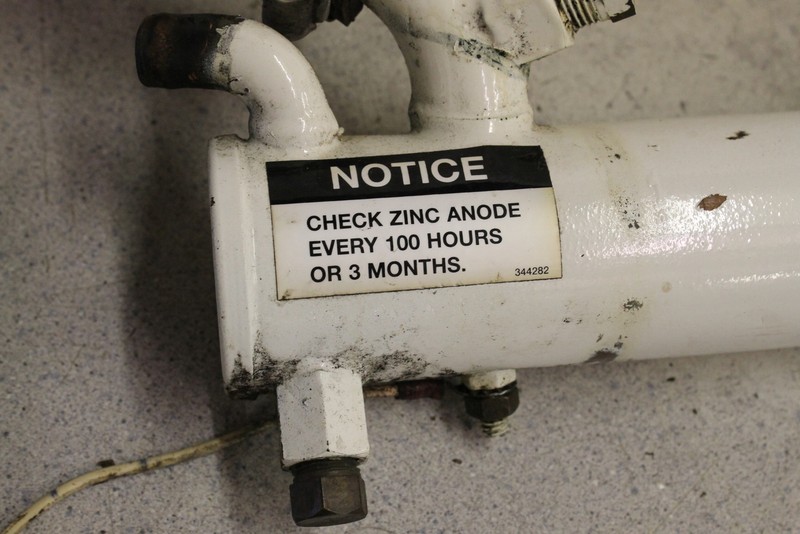 NOTICE
CHECK ZINC ANODE
EVERY 100 HOURS
OR 3 MONTHS.
344282